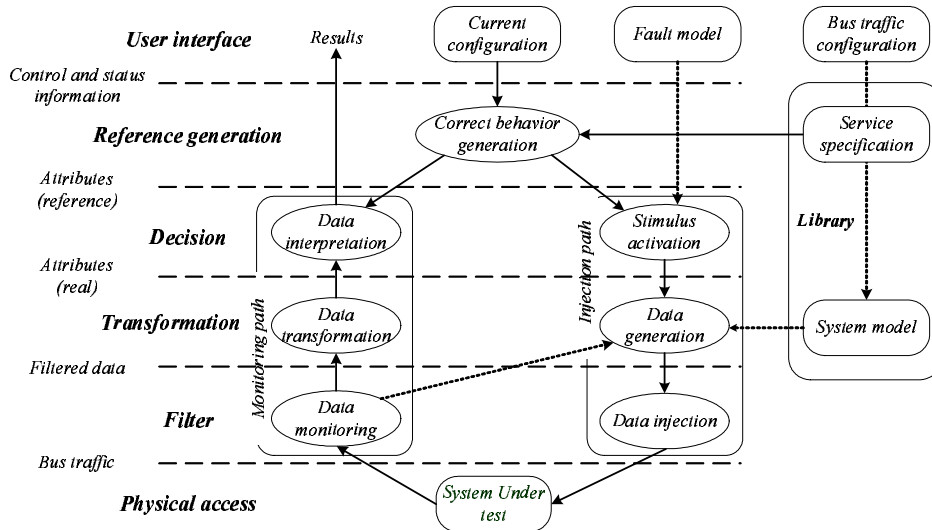 User interface
Results
Current
configuration
Fault model
Bus traffic
configuration
Control and status
information
Reference generation
Correct behavior
generation
Service
specification
Attributes
(reference)
Decision
Data
interpretation
Stimulus
activation
Library
Attributes
(real)
Monitoring path
Injection path
Transformation
Data
transformation
Data
generation
System model
Filtered data
Filter
Data
monitoring
Data injection
Bus traffic
Physical access
System Under
test